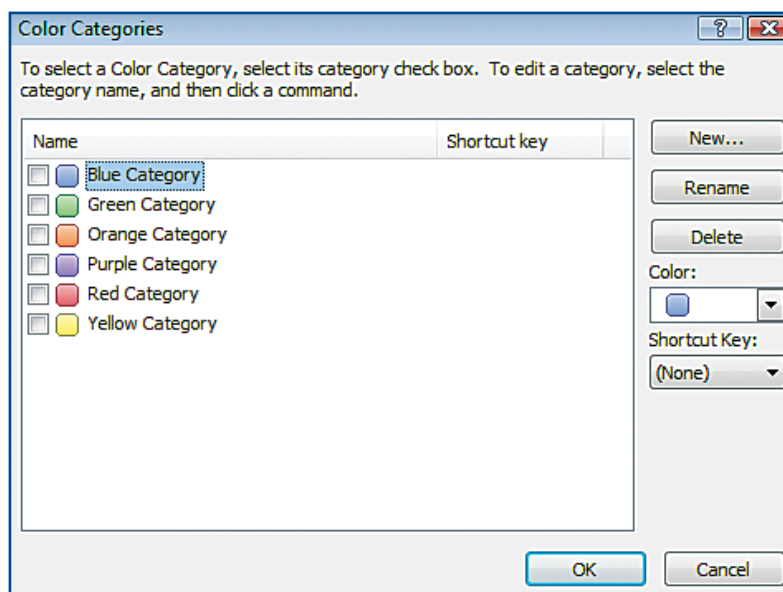 Color Categories
To select a Color Category, select its category check box. To edit a category, select the
category name, and then click a command.
Name Shortcut key
Blue Category
Green Category
Orange Category
Purple Category
Red Category
Yellow Category
New...
Rename
Delete
Color:
Shortcut Key:
(None)
OK Cancel